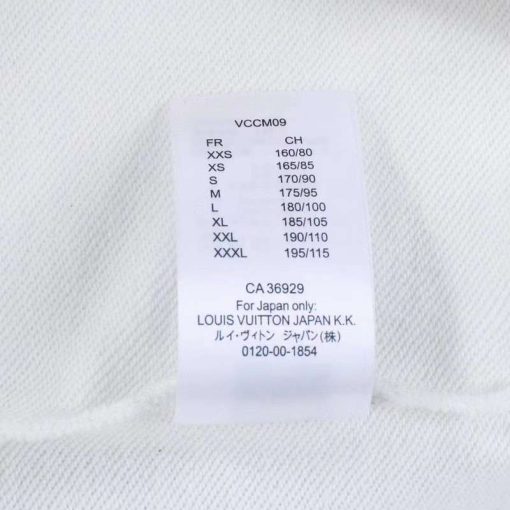 VCCM09
FR CH
XXS 160/80
XS 165/85
S 170/90
M 175/95
L 180/100
XL 185/105
XXL 190/110
XXXL 195/115
CA 36929
For Japan only:
LOUIS VUITTON JAPAN K.K.
ルイ・ヴィトン ジャパン(株)
0120-00-1854